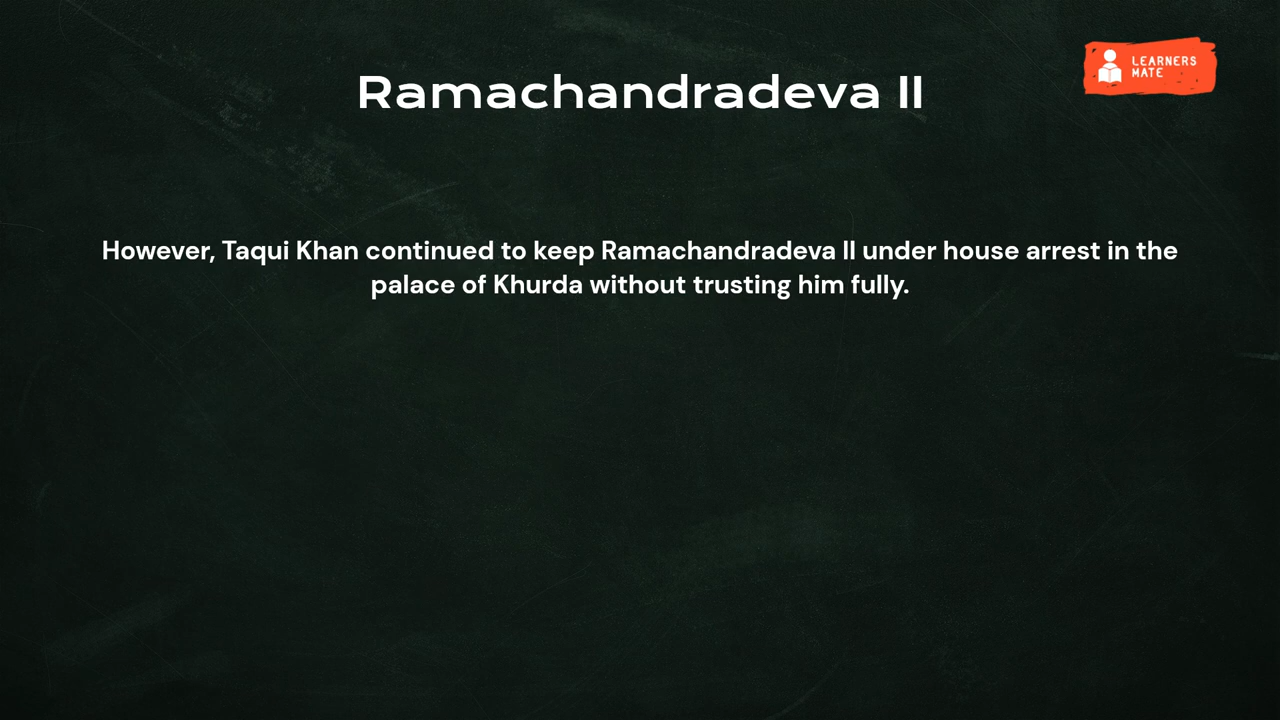 Ramachandradeva II
LEARNERS
MATE
However, Taqui Khan continued to keep Ramachandradeva II under house arrest in the
palace of Khurda without trusting him fully.